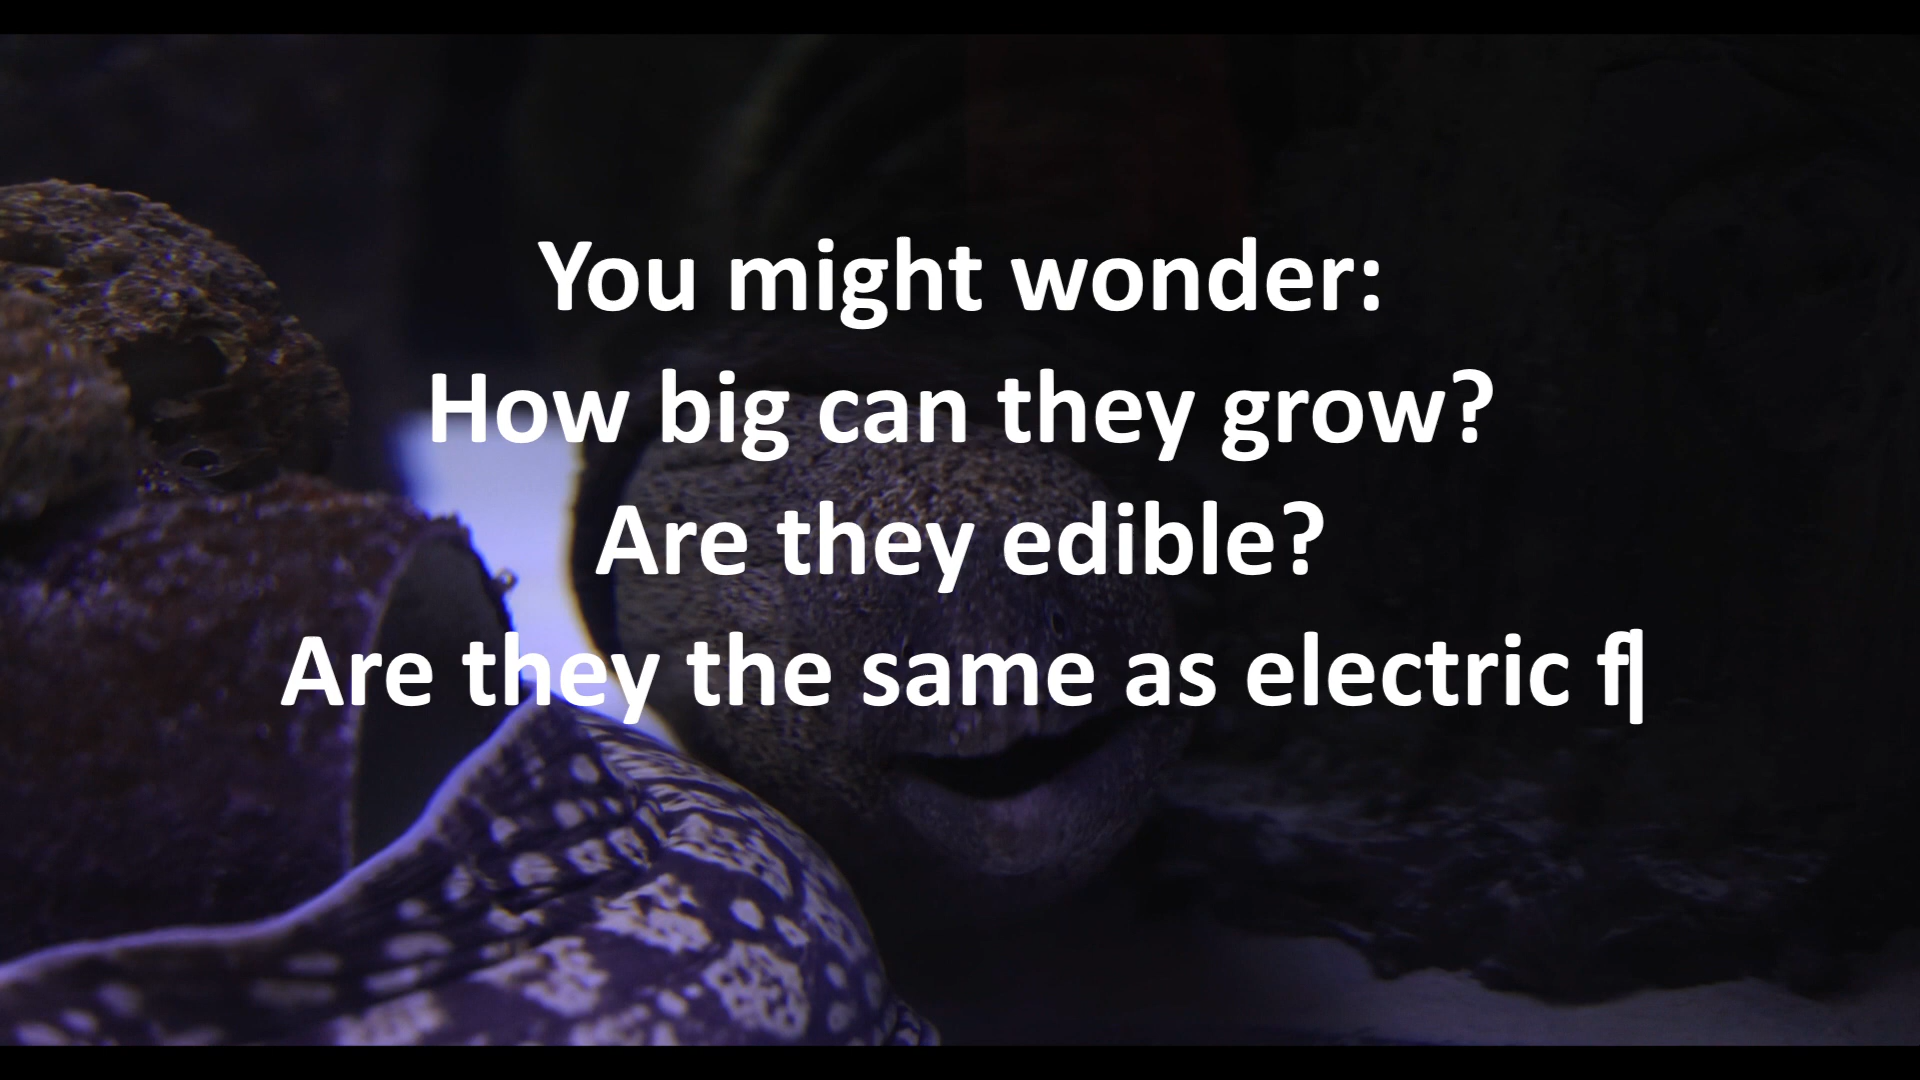 You might wonder:
How big can they grow?
Are they edible?
Are they the same as electric f